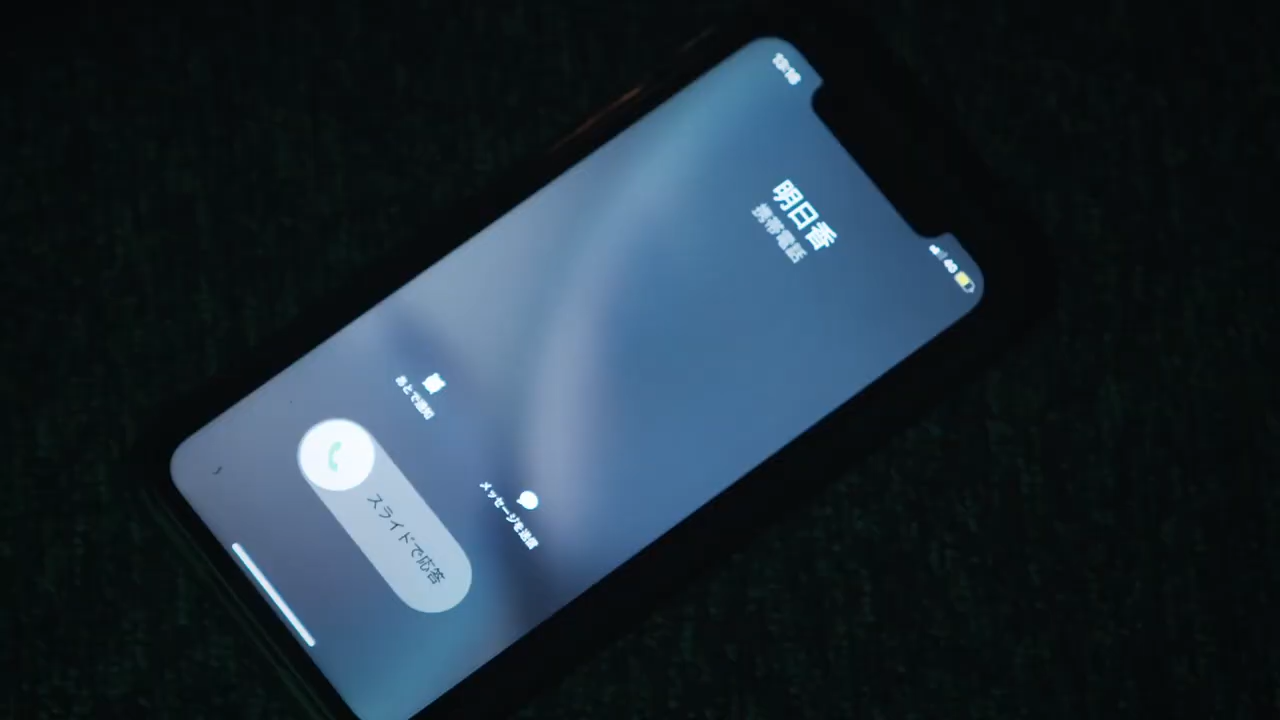 明日香
携帯電話
あとで通知
メッセージを送信
スライドで応答